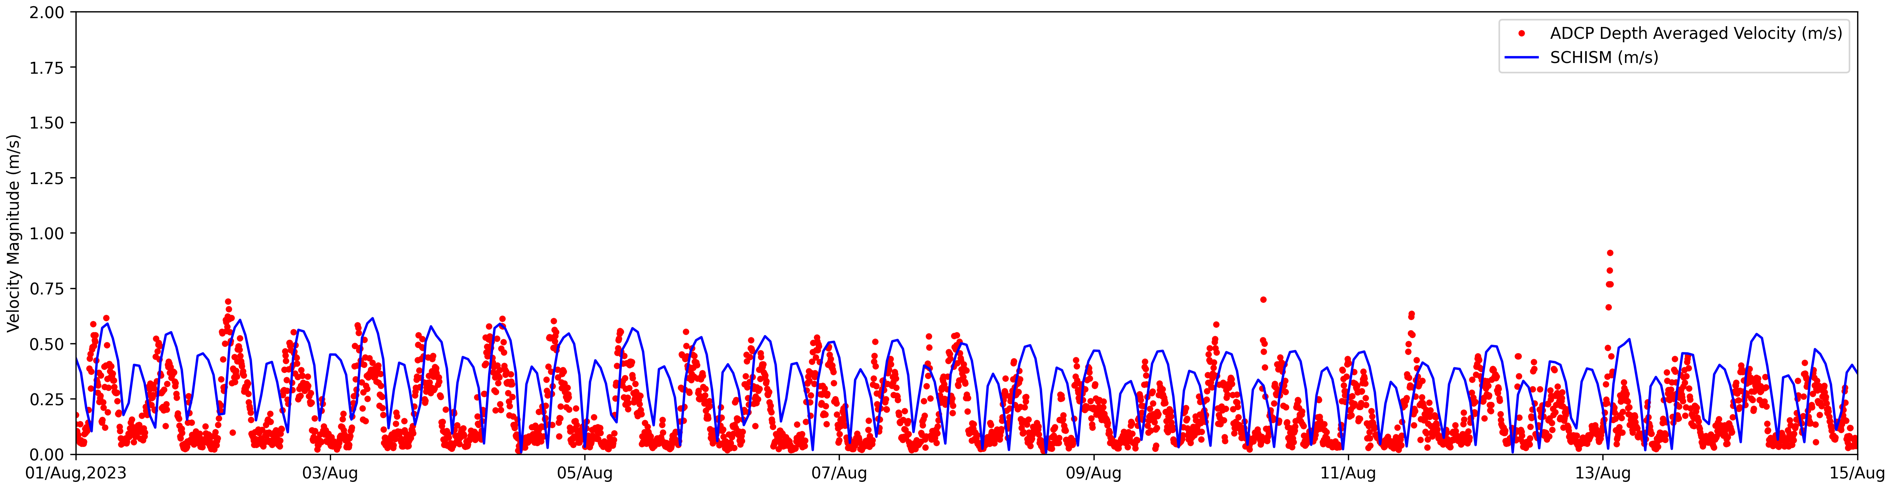 2.00
1.75
1.50
1.25
1.00
0.75
0.50
0.25
0.00
Velocity Magnitude (m/s)
ADCP Depth Averaged Velocity (m/s)
SCHISM (m/s)
01/Aug,2023
03/Aug
05/Aug
07/Aug
09/Aug
11/Aug
13/Aug
15/Aug